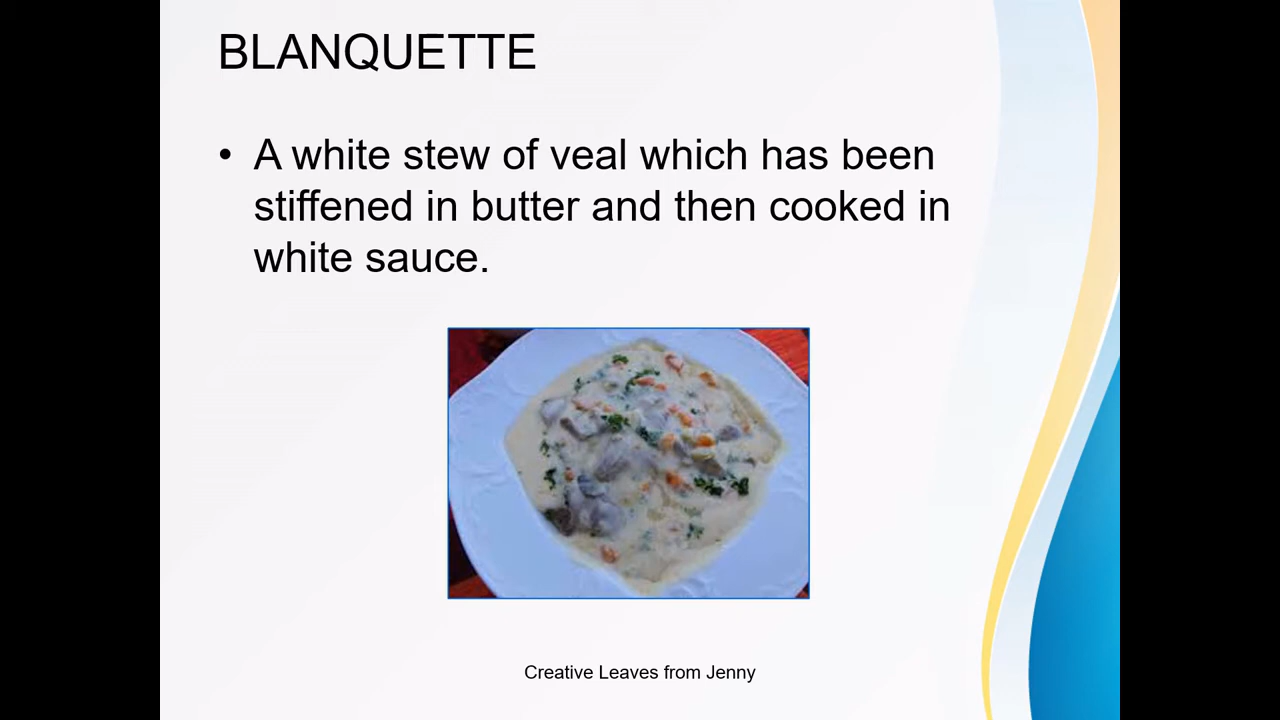 BLANQUETTE
• A white stew of veal which has been
stiffened in butter and then cooked in
white sauce.
Creative Leaves from Jenny